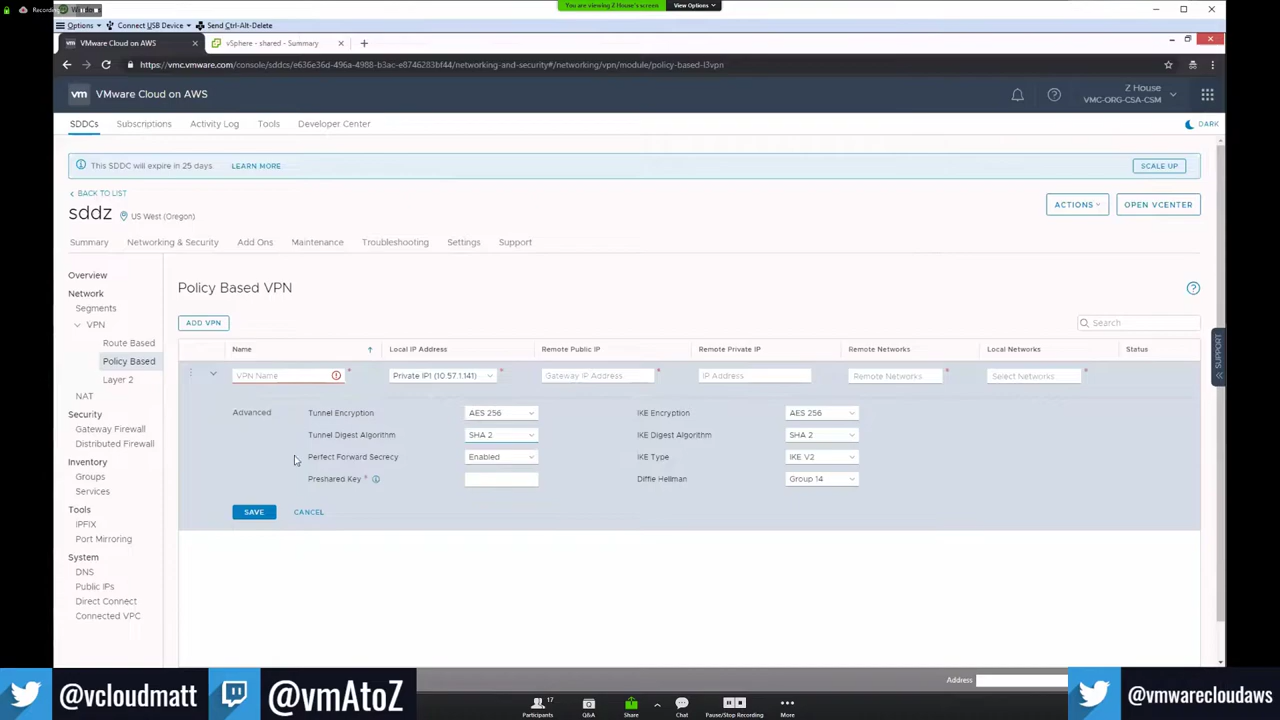 Recording
You are viewing Z House's screen
View Options
Options
Connect USB Device
Send Ctrl-Alt-Delete
VMware Cloud on AWS
vSphere - shared - Summary
https://vmc.vmware.com/console/sddcs/e636e36d-496a-4988-b3ac-e8746283bf44/networking-and-security#/networking/vpn/module/policy-based-l3vpn
vm VMware Cloud on AWS
Z House
VMC-ORG-CSA-CSM
SDDCs Subscriptions Activity Log Tools Developer Center
DARK
This SDDC will expire in 25 days. LEARN MORE
SCALE UP
BACK TO LIST
sddz US West (Oregon)
ACTIONS
OPEN VCENTER
Summary Networking & Security Add Ons Maintenance Troubleshooting Settings Support
Overview
Network
Segments
VPN
Route Based
Policy Based
Layer 2
NAT
Security
Gateway Firewall
Distributed Firewall
Inventory
Groups
Services
Tools
IPFIX
Port Mirroring
System
DNS
Public IPs
Direct Connect
Connected VPC
Policy Based VPN
ADD VPN
Search
Name Local IP Address Remote Public IP Remote Private IP Remote Networks Local Networks Status
VPN Name Private IP1 (10.57.1.141) * Gateway IP Address * IP Address Remote Networks * Select Networks *
Advanced Tunnel Encryption AES 256 IKE Encryption AES 256
Tunnel Digest Algorithm SHA 2 IKE Digest Algorithm SHA 2
Perfect Forward Secrecy Enabled IKE Type IKE V2
Preshared Key * Diffie Hellman Group 14
SAVE CANCEL
SUPPORT
Address
@vcloudmatt
@vmAtoZ
@vmwarecloudaws
17
Participants Q&A Share Chat Pause/Stop Recording More